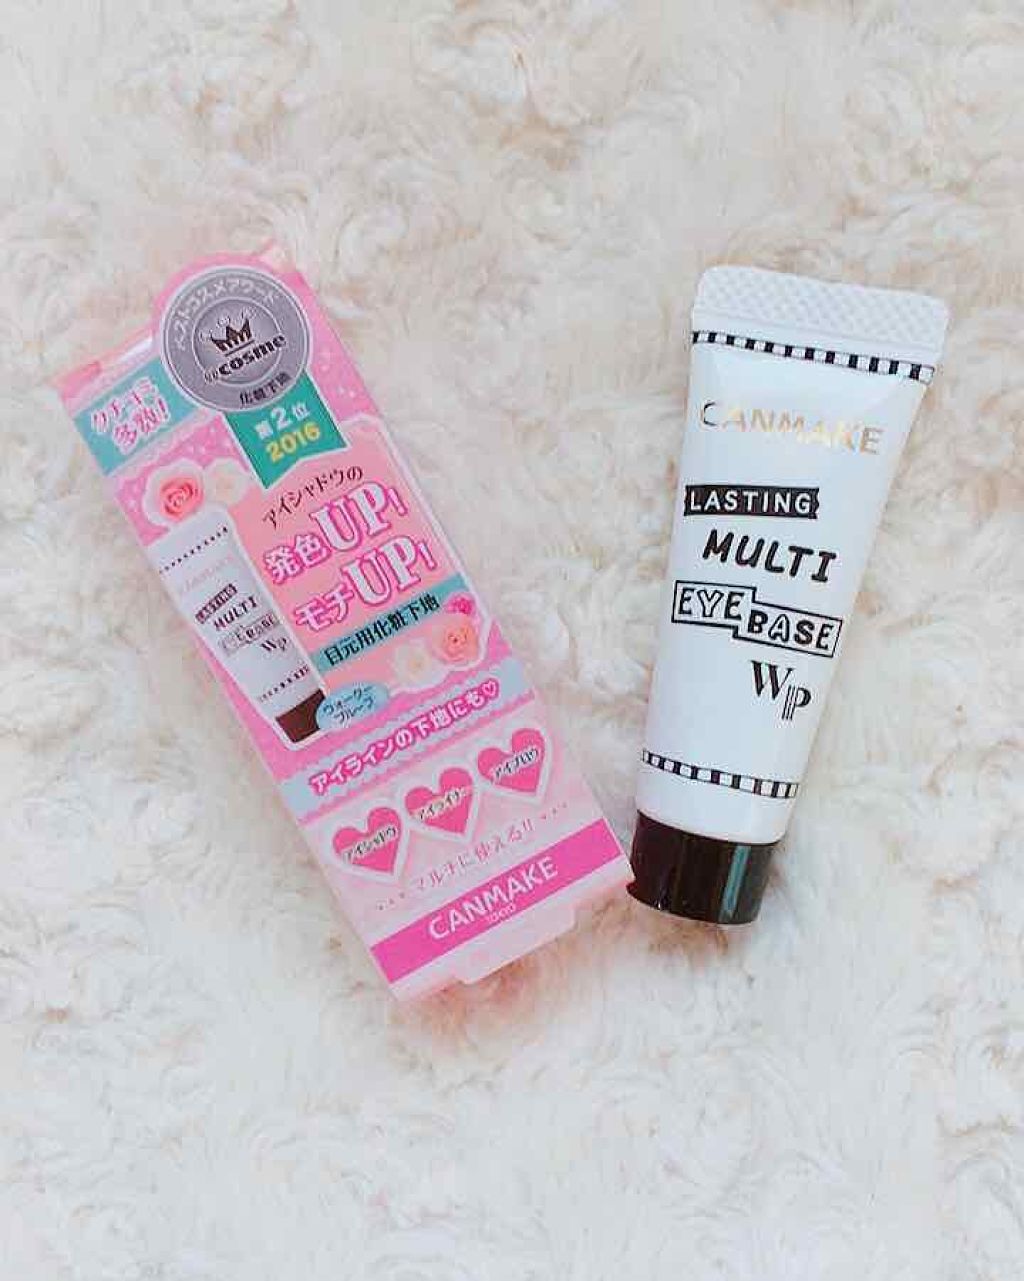 ベストコスメアワード
@cosme
化粧下地
第2位
2016
クチコミ
多数!
アイシャドウの
発色UP!
モチUP!
目元用化粧下地
CANMAKE
LASTING
MULTI
EYEBASE
WP
ウォーター
プルーフ
アイラインの下地にも♡
アイシャドウ
アイライナー
アイブロウ
マルチに使える!!
CANMAKE
TOKYO
CANMAKE
LASTING
MULTI
EYEBASE
WP